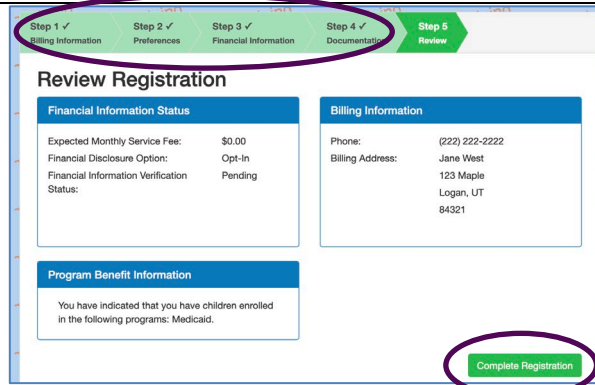 Step 1 ✓ Step 2 ✓ Step 3 ✓ Step 4 ✓ Step 5
Billing Information Preferences Financial Information Documentation Review
Review Registration
Financial Information Status
Expected Monthly Service Fee: $0.00
Financial Disclosure Option: Opt-In
Financial Information Verification Pending
Status:
Billing Information
Phone: (222) 222-2222
Billing Address: Jane West
123 Maple
Logan, UT
84321
Program Benefit Information
You have indicated that you have children enrolled
in the following programs: Medicaid.
Complete Registration